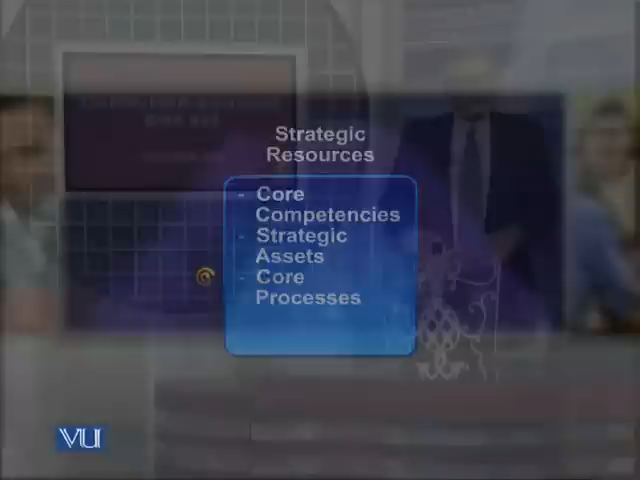 Strategic
Resources
- Core
Competencies
- Strategic
Assets
- Core
Processes
VU